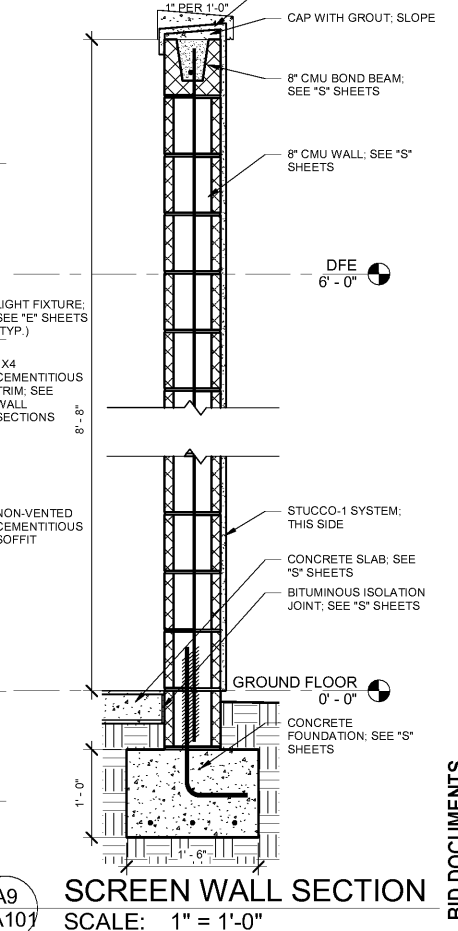 1" PER 1'-0"
CAP WITH GROUT; SLOPE
8" CMU BOND BEAM;
SEE "S" SHEETS
8" CMU WALL; SEE "S"
SHEETS
DFE
6' - 0"
LIGHT FIXTURE;
SEE "E" SHEETS
TYP.)
X4
CEMENTITIOUS
TRIM; SEE
WALL
SECTIONS
8' - 8"
NON-VENTED
CEMENTITIOUS
SOFFIT
STUCCO-1 SYSTEM;
THIS SIDE
CONCRETE SLAB; SEE
"S" SHEETS
BITUMINOUS ISOLATION
JOINT; SEE "S" SHEETS
GROUND FLOOR
0' - 0"
CONCRETE
FOUNDATION; SEE "S"
SHEETS
1' - 0"
1' - 6"
A9
A101
SCREEN WALL SECTION
SCALE: 1" = 1'-0"
BID DOCUMENTS